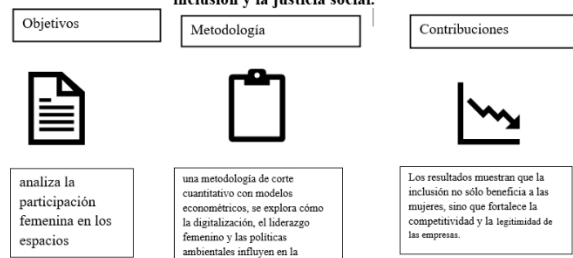 inclusión y la justicia social.
Objetivos
Metodología
Contribuciones
analiza la
participación
femenina en los
espacios
una metodología de corte
cuantitativo con modelos
econométricos, se explora cómo
la digitalización, el liderazgo
femenino y las políticas
ambientales influyen en la
Los resultados muestran que la
inclusión no sólo beneficia a las
mujeres, sino que fortalece la
competitividad y la legitimidad de
las empresas.